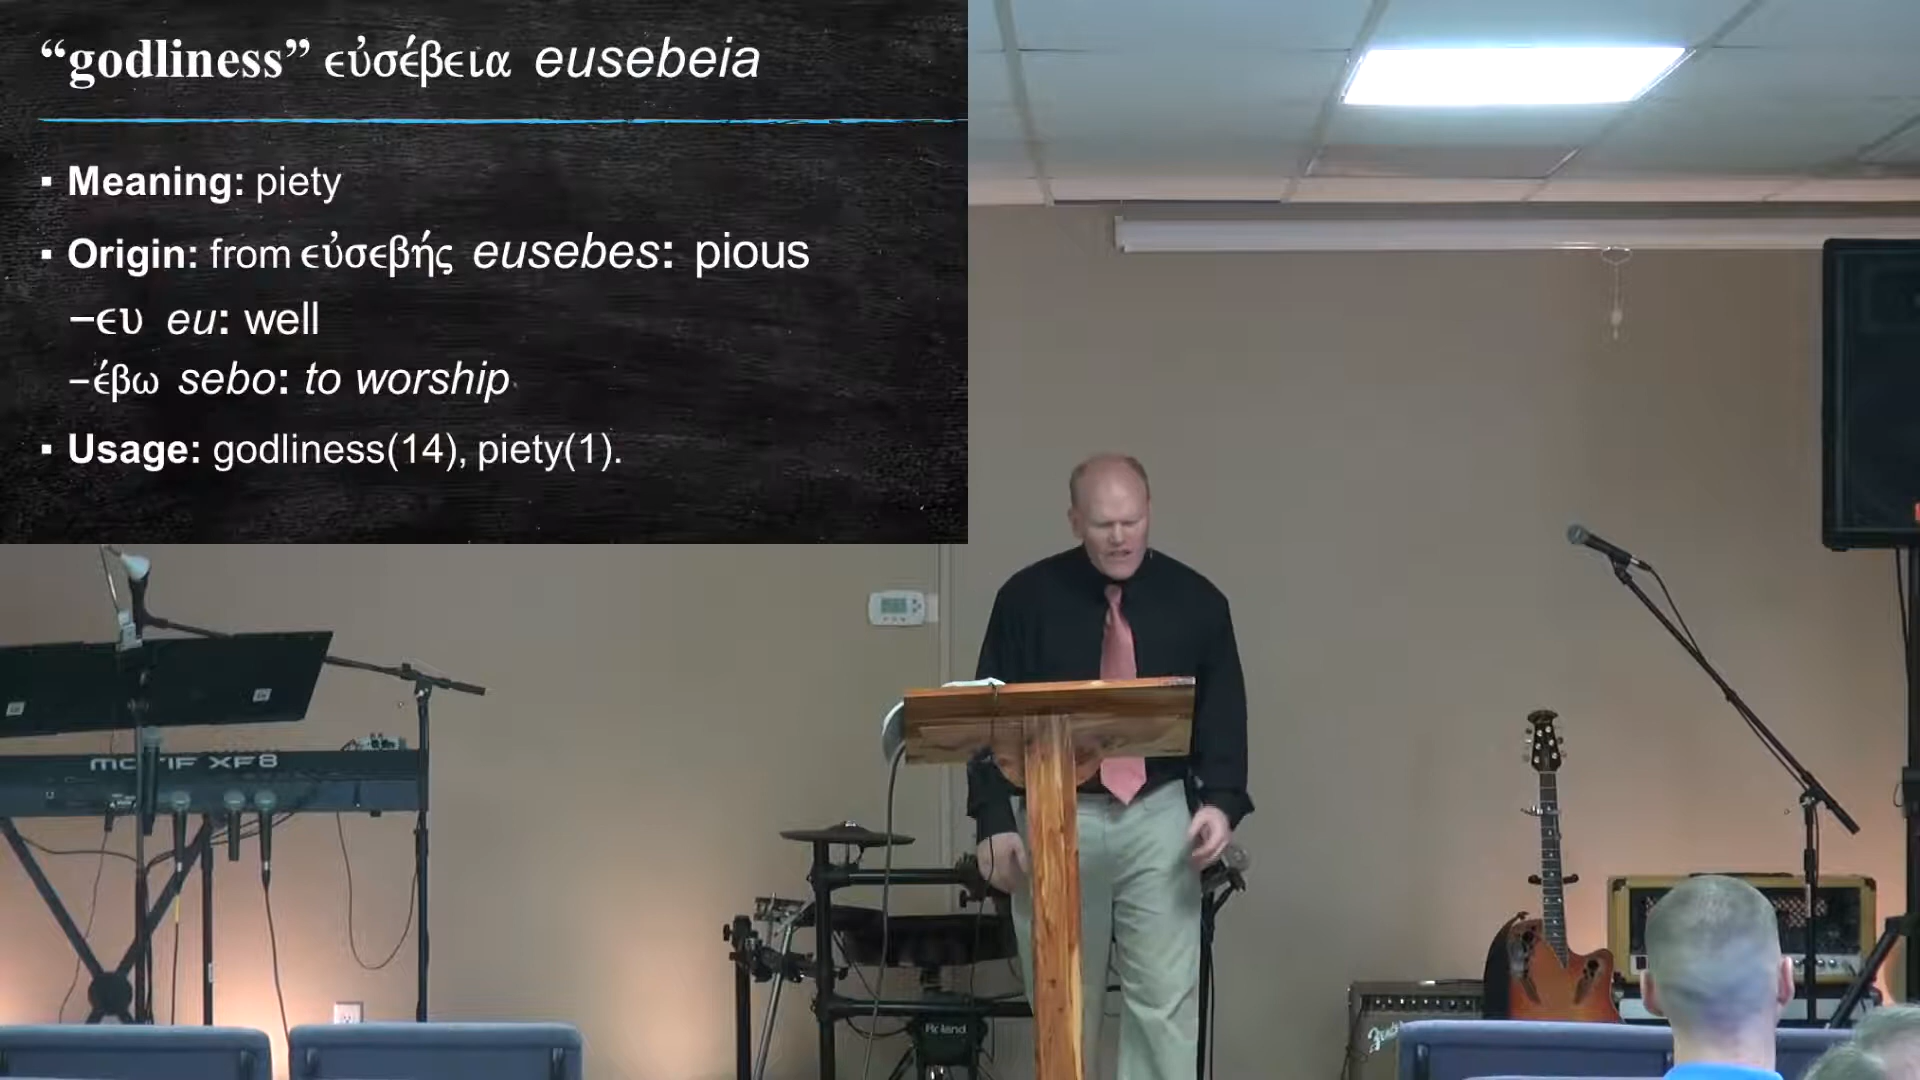 “godliness” εὐσέβεια eusebeia
▪ Meaning: piety
▪ Origin: from εὐσεβής eusebes: pious
–ευ eu: well
–έβω sebo: to worship
▪ Usage: godliness(14), piety(1).
MOTIF XF8
Roland
Fender